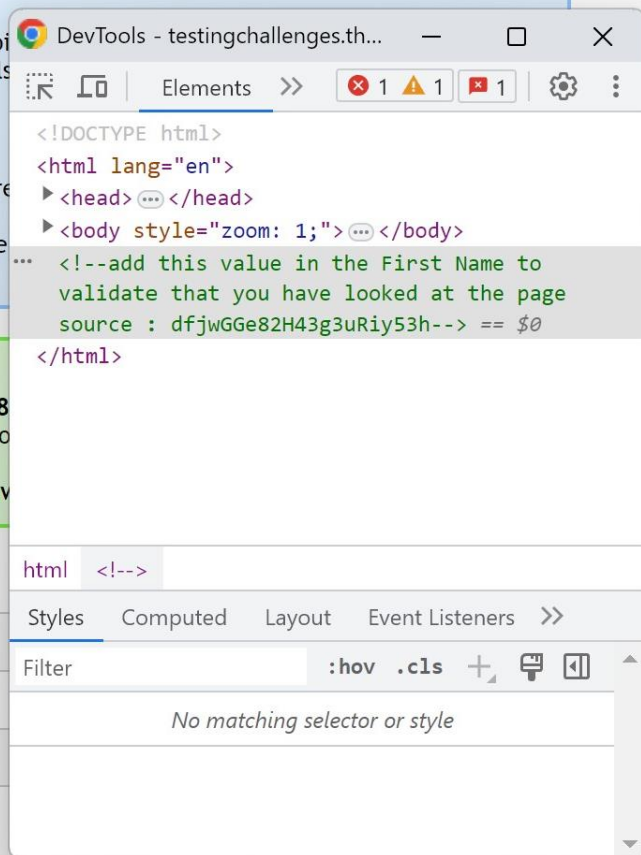 DevTools - testingchallenges.th...
Elements 1 1 1
<!DOCTYPE html>
<html lang="en">
<head> ... </head>
<body style="zoom: 1;"> ... </body>
... <!--add this value in the First Name to
validate that you have looked at the page
source : dfjwGGe82H43g3uRiy53h--> == $0
</html>
html <!-->
Styles Computed Layout Event Listeners
Filter :hov .cls
No matching selector or style